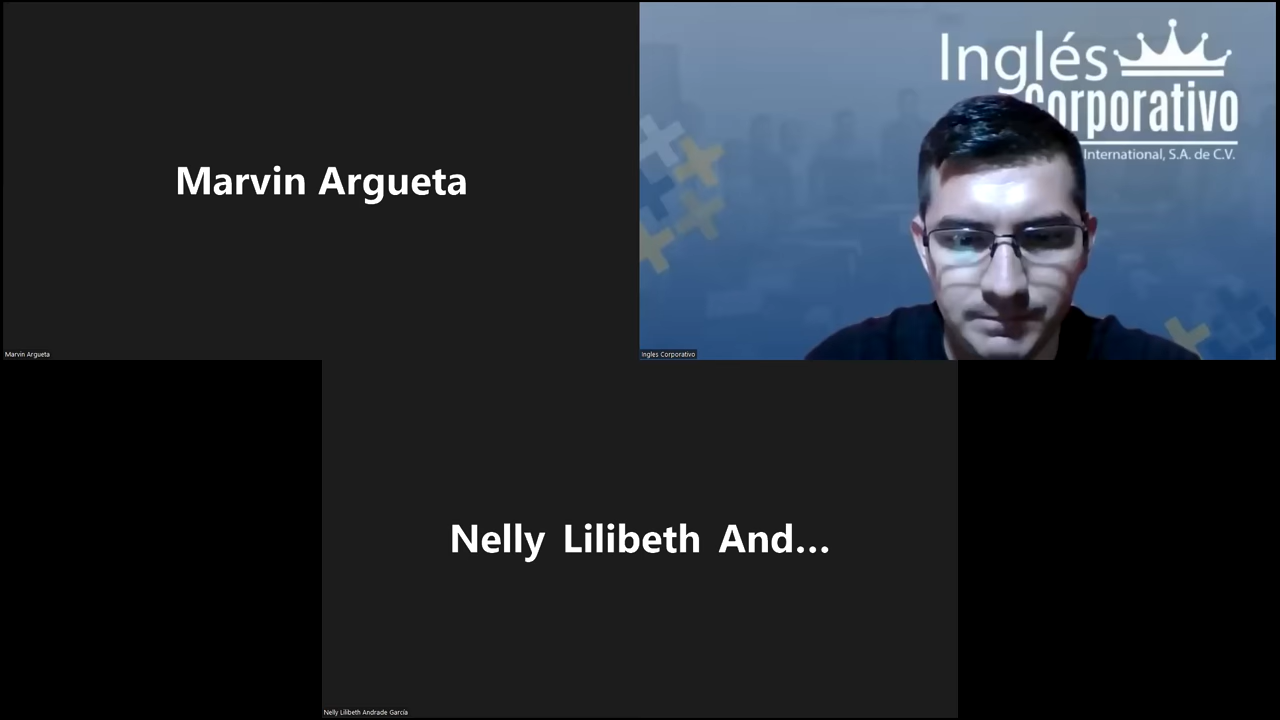 Marvin Argueta
Marvin Argueta
Inglés
Corporativo
International, S.A. de C.V.
Ingles Corporativo
Nelly Lilibeth And...
Nelly Lilibeth Andrade García